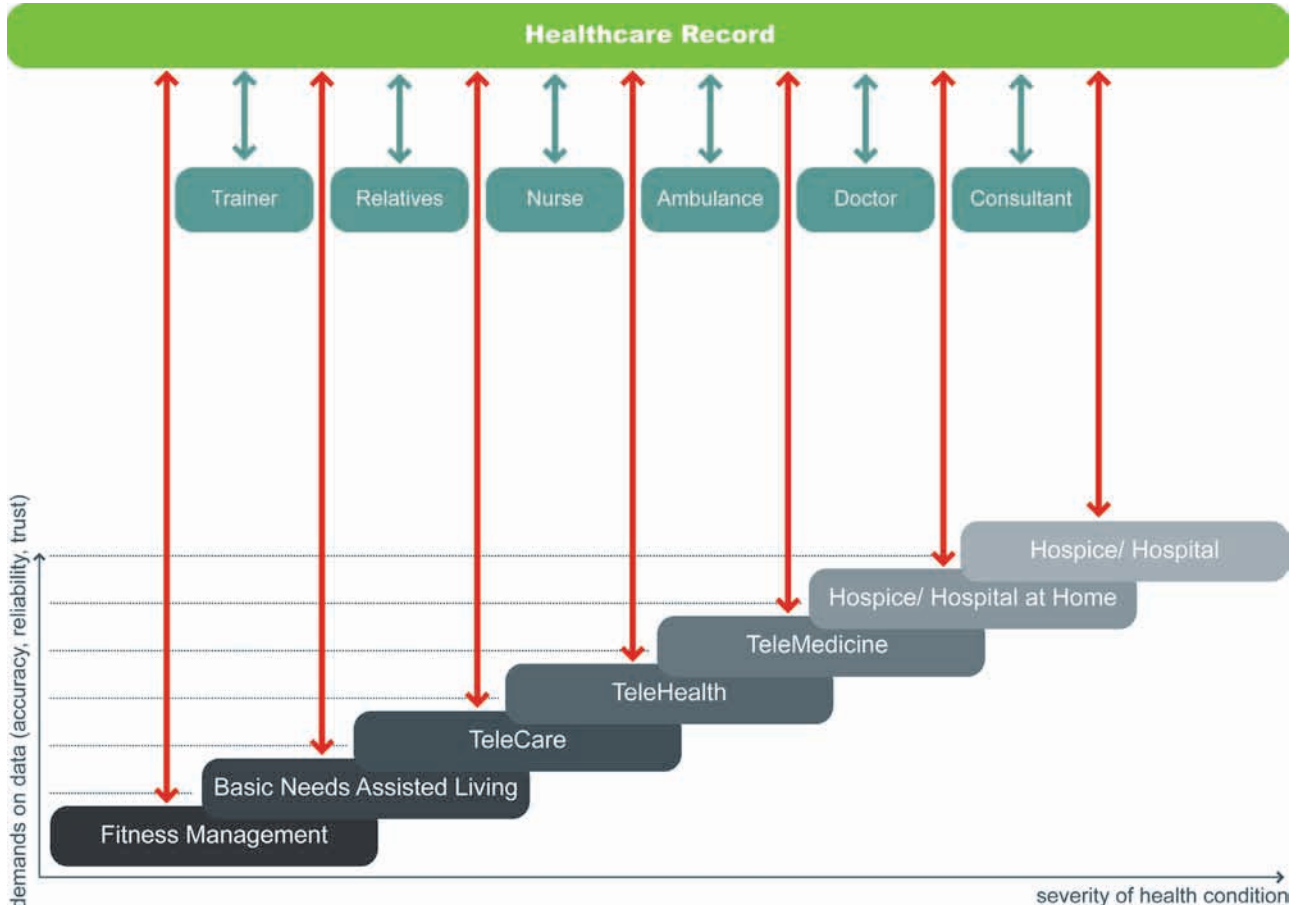 Healthcare Record
Trainer
Relatives
Nurse
Ambulance
Doctor
Consultant
demands on data (accuracy, reliability, trust)
Hospice/ Hospital
Hospice/ Hospital at Home
TeleMedicine
TeleHealth
TeleCare
Basic Needs Assisted Living
Fitness Management
severity of health condition